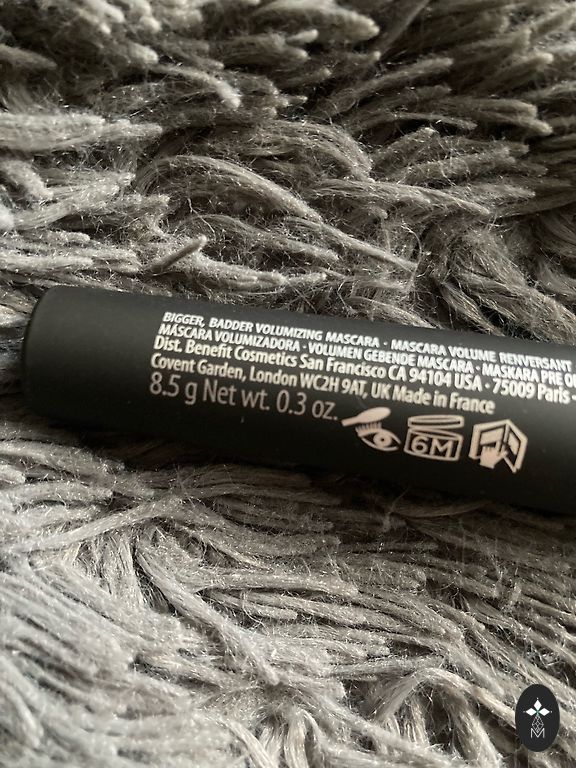 BIGGER, BADDER VOLUMIZING MASCARA • MASCARA VOLUME RENVERSANT
MÁSCARA VOLUMIZADORA • VOLUMEN GEBENDE MASCARA • MASKARA PRE
Dist. Benefit Cosmetics San Francisco CA 94104 USA • 75009 Paris •
Covent Garden, London WC2H 9AT, UK Made in France
8.5 g Net wt. 0.3 oz.
6M
M